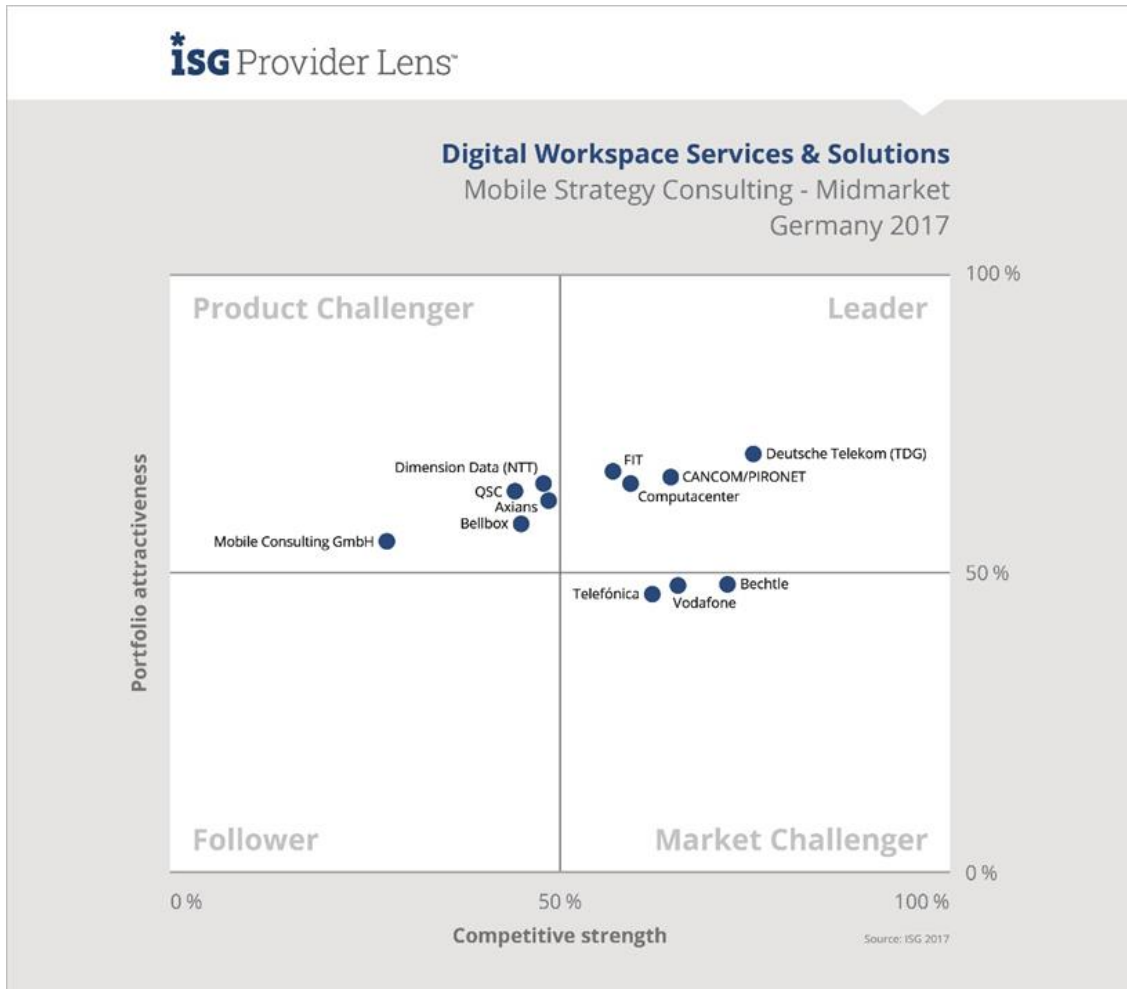 *isG Provider Lens™
Digital Workspace Services & Solutions
Mobile Strategy Consulting - Midmarket
Germany 2017
100 %
Product Challenger
Leader
Deutsche Telekom (TDG)
FIT
Dimension Data (NTT)
CANCOM/PIRONET
QSC
Computacenter
Axians
Bellbox
Mobile Consulting GmbH
50 %
Bechtle
Telefónica
Vodafone
Portfolio attractiveness
Follower
Market Challenger
0 %
0 %
50 %
100 %
Competitive strength
Source: ISG 2017